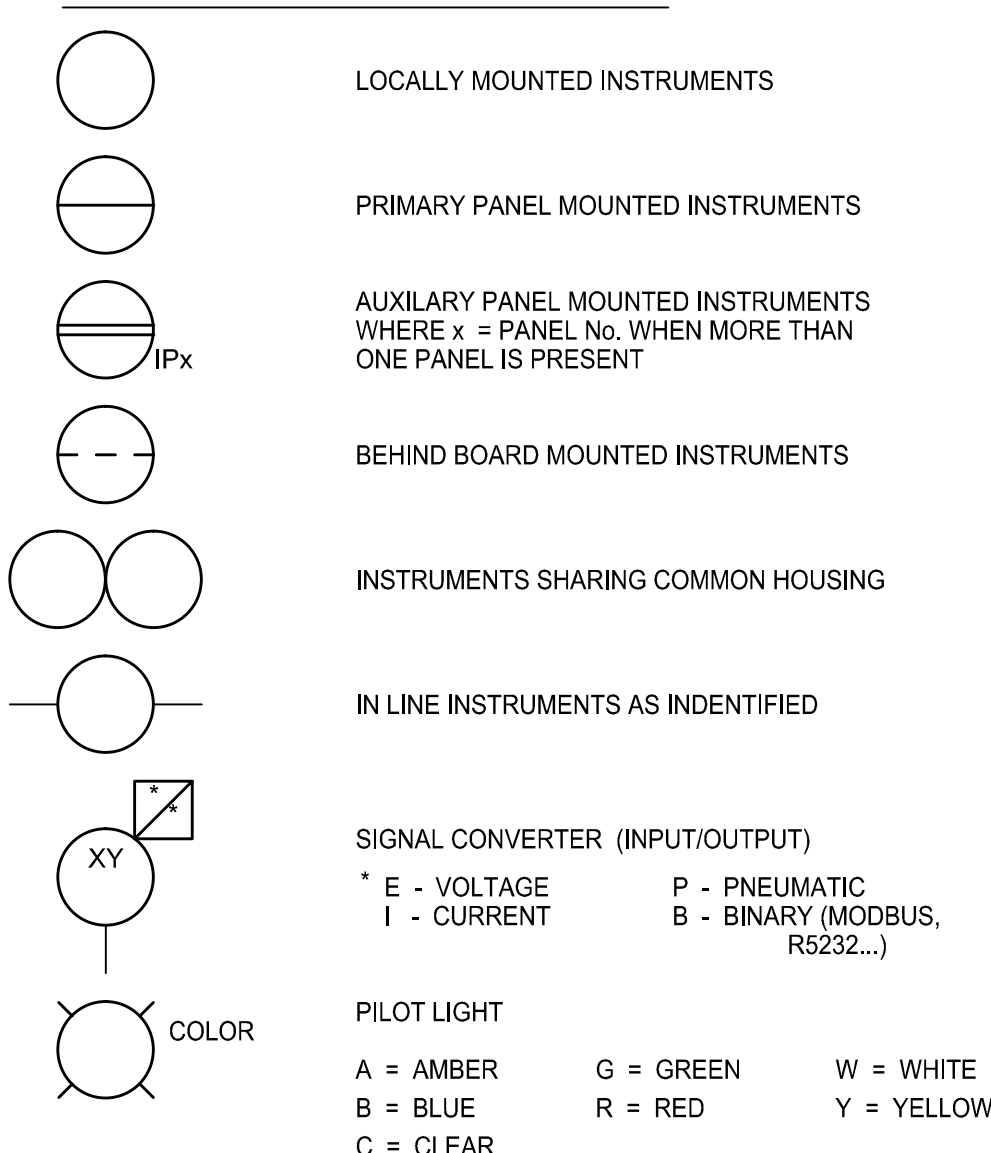 LOCALLY MOUNTED INSTRUMENTS
PRIMARY PANEL MOUNTED INSTRUMENTS
AUXILARY PANEL MOUNTED INSTRUMENTS
WHERE x = PANEL No. WHEN MORE THAN
ONE PANEL IS PRESENT
IPx
BEHIND BOARD MOUNTED INSTRUMENTS
INSTRUMENTS SHARING COMMON HOUSING
IN LINE INSTRUMENTS AS INDENTIFIED
*
*
XY
SIGNAL CONVERTER (INPUT/OUTPUT)
* E - VOLTAGE P - PNEUMATIC
I - CURRENT B - BINARY (MODBUS,
R5232...)
COLOR
PILOT LIGHT
A = AMBER G = GREEN W = WHITE
B = BLUE R = RED Y = YELLOW
C = CLEAR